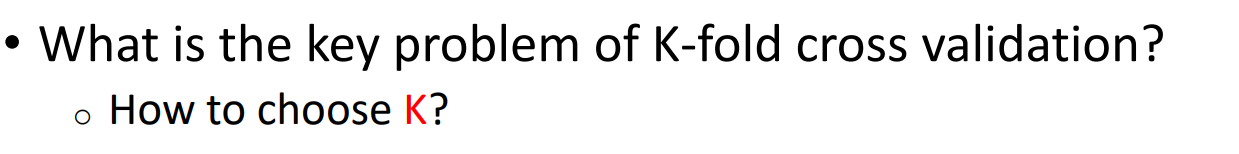 • What is the key problem of K-fold cross validation?
o How to choose K?